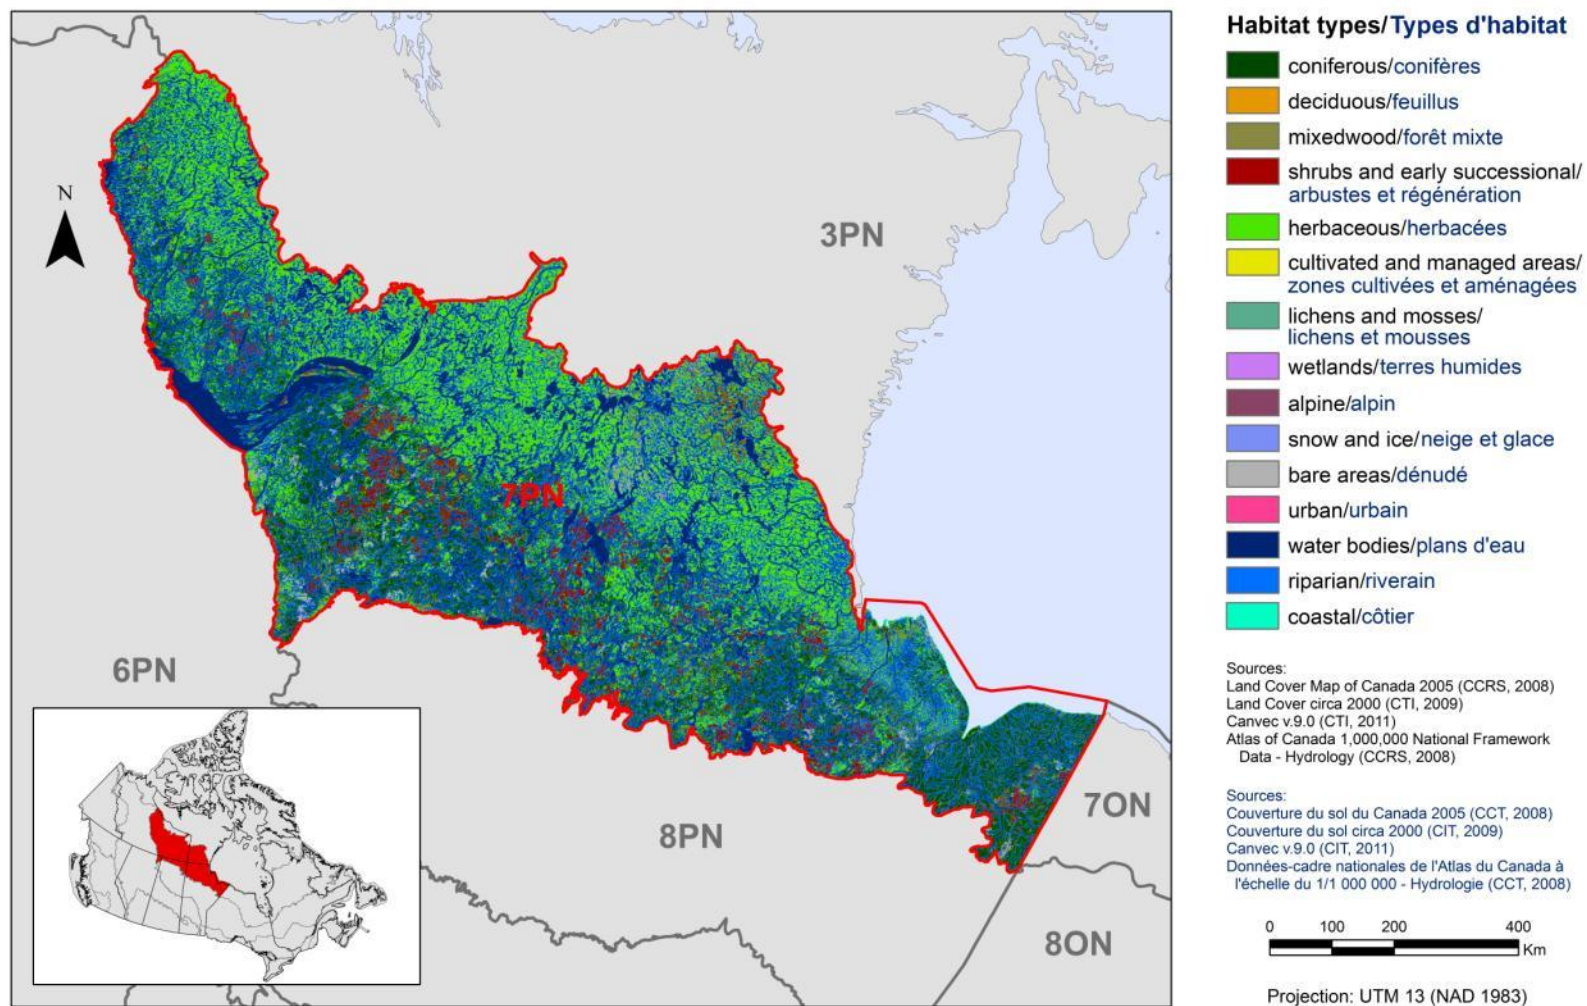 N
3PN
7PN
6PN
8PN
7ON
8ON
Habitat types/Types d'habitat
coniferous/conifères
deciduous/feuillus
mixedwood/forêt mixte
shrubs and early successional/
arbustes et régénération
herbaceous/herbacées
cultivated and managed areas/
zones cultivées et aménagées
lichens and mosses/
lichens et mousses
wetlands/terres humides
alpine/alpin
snow and ice/neige et glace
bare areas/dénudé
urban/urbain
water bodies/plans d'eau
riparian/riverain
coastal/côtier
Sources:
Land Cover Map of Canada 2005 (CCRS, 2008)
Land Cover circa 2000 (CTI, 2009)
Canvec v.9.0 (CTI, 2011)
Atlas of Canada 1,000,000 National Framework
Data - Hydrology (CCRS, 2008)
Sources:
Couverture du sol du Canada 2005 (CCT, 2008)
Couverture du sol circa 2000 (CIT, 2009)
Canvec v.9.0 (CIT, 2011)
Données-cadre nationales de l'Atlas du Canada à
l'échelle du 1/1 000 000 - Hydrologie (CCT, 2008)
0 100 200 400
Km
Projection: UTM 13 (NAD 1983)